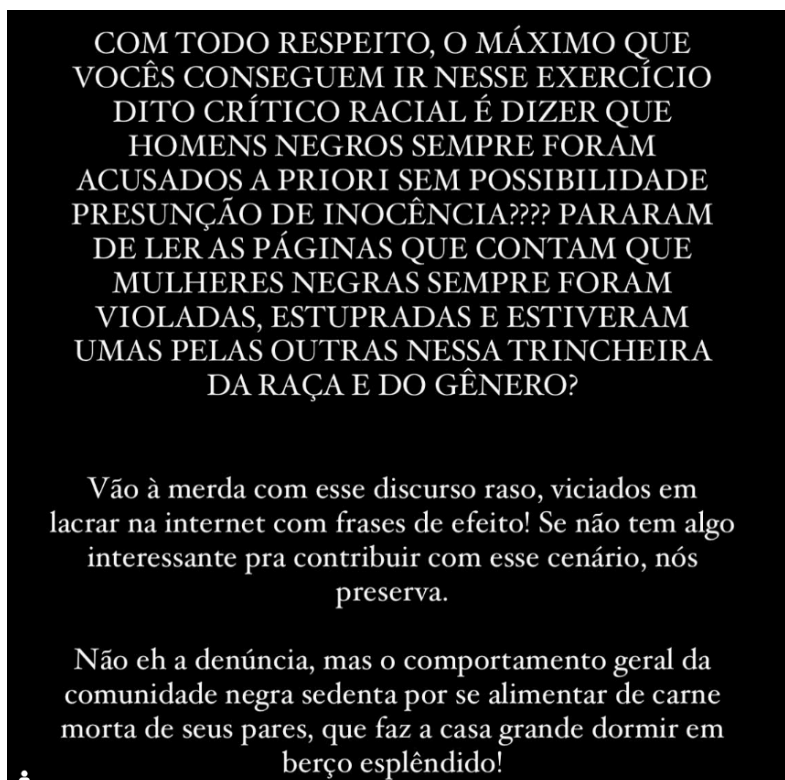 COM TODO RESPEITO, O MÁXIMO QUE
VOCÊS CONSEGUEM IR NESSE EXERCÍCIO
DITO CRÍTICO RACIAL É DIZER QUE
HOMENS NEGROS SEMPRE FORAM
ACUSADOS A PRIORI SEM POSSIBILIDADE
PRESUNÇÃO DE INOCÊNCIA???? PARARAM
DE LER AS PÁGINAS QUE CONTAM QUE
MULHERES NEGRAS SEMPRE FORAM
VIOLADAS, ESTUPRADAS E ESTIVERAM
UMAS PELAS OUTRAS NESSA TRINCHEIRA
DA RAÇA E DO GÊNERO?
Vão à merda com esse discurso raso, viciados em
lacrar na internet com frases de efeito! Se não tem algo
interessante pra contribuir com esse cenário, nós
preserva.
Não eh a denúncia, mas o comportamento geral da
comunidade negra sedenta por se alimentar de carne
morta de seus pares, que faz a casa grande dormir em
berço esplêndido!